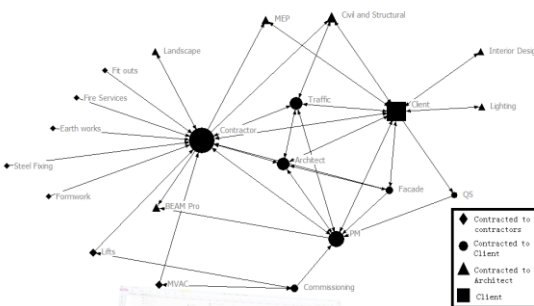 MEP
Civil and Structural
Landscape
Interior Desig
Fit outs
Fire Services
Traffic
Client
Lighting
Earth works
Contractor
Steel Fixing
Architect
Formwork
Facade
QS
BEAM Pro
PM
Lifts
MVAC
Commissioning
Contracted to
contractors
Contracted to
Client
Contracted to
Architect
Client